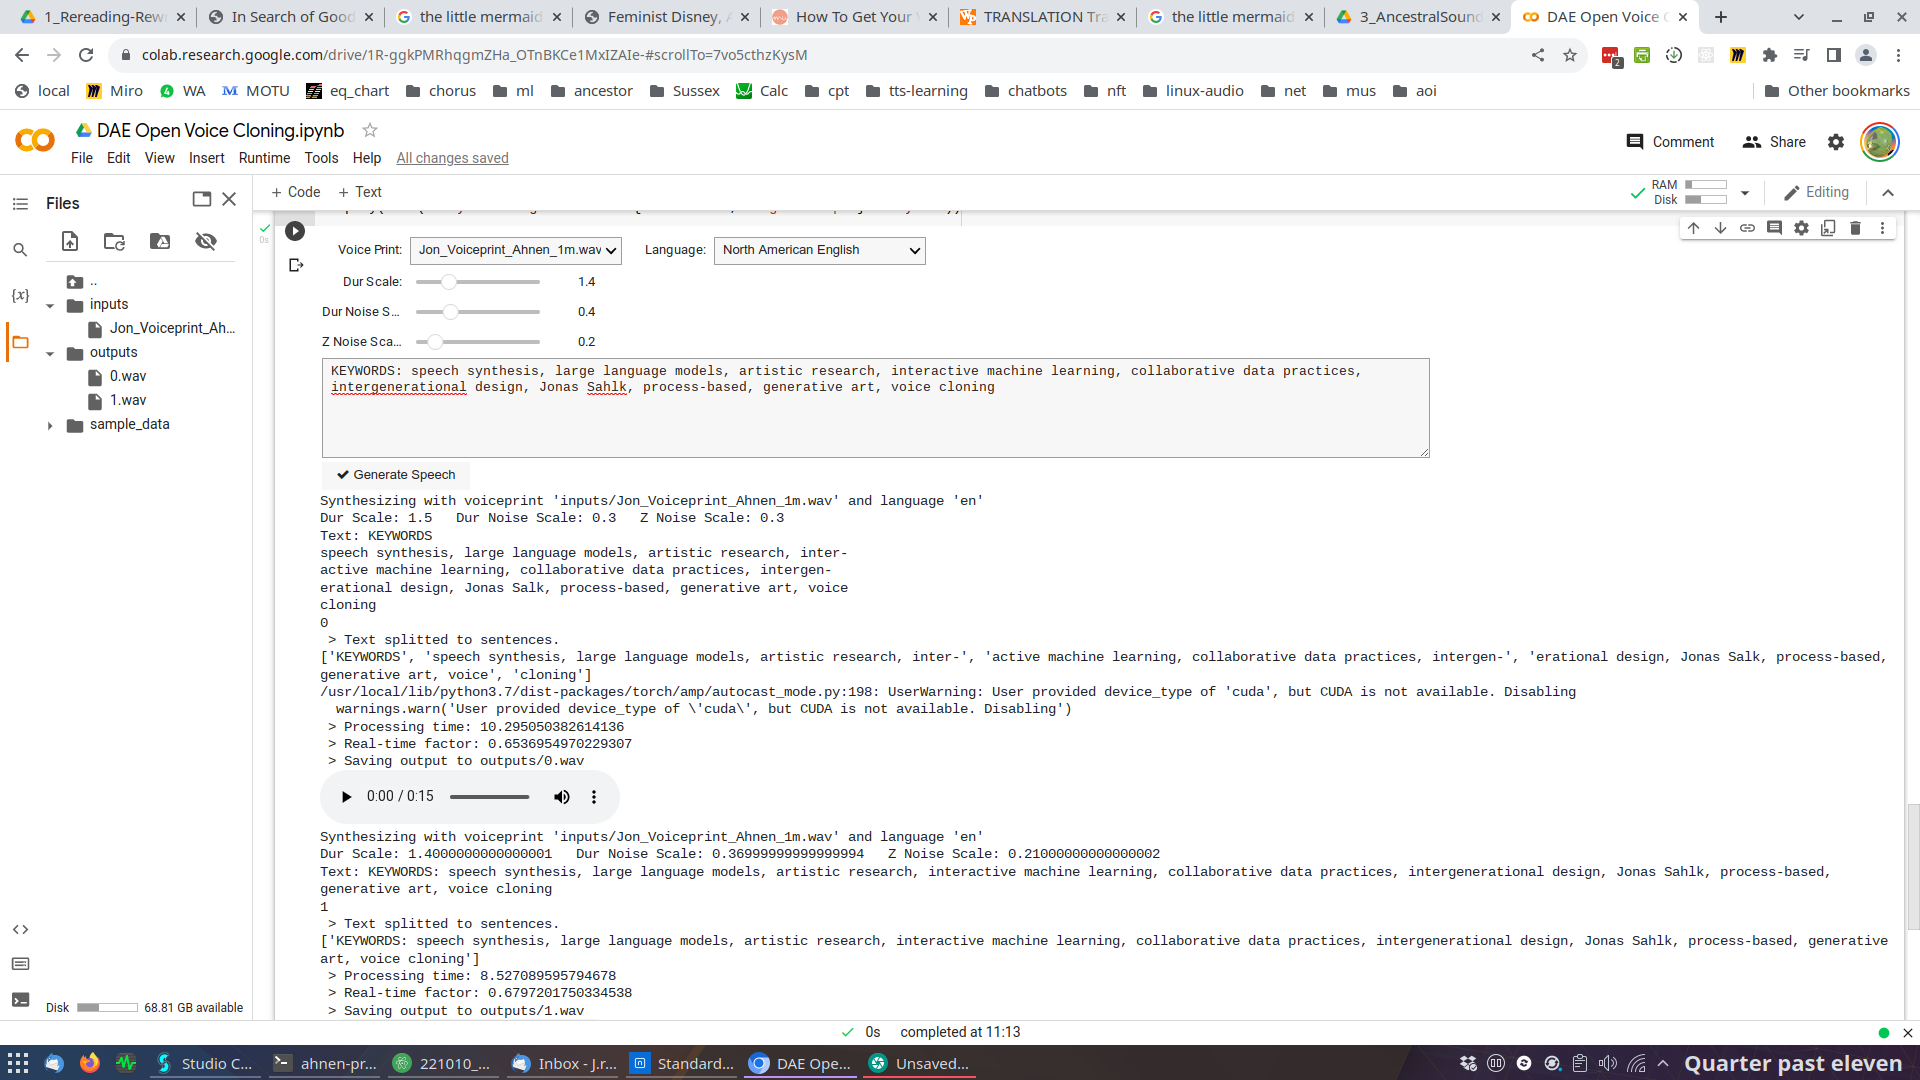 1_Rereading-Rew
In Search of Good
the little mermaid
Feminist Disney, A
How To Get Your
TRANSLATION Tra
the little mermaid
3_AncestralSound
DAE Open Voice C
colab.research.google.com/drive/1R-ggkPMRhqgmZHa_OTnBKCe1MxIZAIe-#scrollTo=7vo5cthzKysM
2
local
Miro
WA
MOTU
eq_chart
chorus
ml
ancestor
Sussex
Calc
cpt
tts-learning
chatbots
nft
linux-audio
net
mus
aoi
Other bookmarks
DAE Open Voice Cloning.ipynb
Comment
Share
File Edit View Insert Runtime Tools Help All changes saved
Files
+ Code + Text
RAM
Disk
Editing
0s
Voice Print: Jon_Voiceprint_Ahnen_1m.wav Language: North American English
Dur Scale: 1.4
Dur Noise S... 0.4
Z Noise Sca... 0.2
..
inputs
Jon_Voiceprint_Ah...
outputs
0.wav
1.wav
sample_data
KEYWORDS: speech synthesis, large language models, artistic research, interactive machine learning, collaborative data practices,
intergenerational design, Jonas Sahlk, process-based, generative art, voice cloning
Generate Speech
Synthesizing with voiceprint 'inputs/Jon_Voiceprint_Ahnen_1m.wav' and language 'en'
Dur Scale: 1.5 Dur Noise Scale: 0.3 Z Noise Scale: 0.3
Text: KEYWORDS
speech synthesis, large language models, artistic research, inter-
active machine learning, collaborative data practices, intergen-
erational design, Jonas Salk, process-based, generative art, voice
cloning
0
> Text splitted to sentences.
['KEYWORDS', 'speech synthesis, large language models, artistic research, inter-', 'active machine learning, collaborative data practices, intergen-', 'erational design, Jonas Salk, process-based,
generative art, voice', 'cloning']
/usr/local/lib/python3.7/dist-packages/torch/amp/autocast_mode.py:198: UserWarning: User provided device_type of 'cuda', but CUDA is not available. Disabling
warnings.warn('User provided device_type of \'cuda\', but CUDA is not available. Disabling')
> Processing time: 10.295050382614136
> Real-time factor: 0.6536954970229307
> Saving output to outputs/0.wav
0:00 / 0:15
Synthesizing with voiceprint 'inputs/Jon_Voiceprint_Ahnen_1m.wav' and language 'en'
Dur Scale: 1.4000000000000001 Dur Noise Scale: 0.36999999999999994 Z Noise Scale: 0.21000000000000002
Text: KEYWORDS: speech synthesis, large language models, artistic research, interactive machine learning, collaborative data practices, intergenerational design, Jonas Sahlk, process-based,
generative art, voice cloning
1
> Text splitted to sentences.
['KEYWORDS: speech synthesis, large language models, artistic research, interactive machine learning, collaborative data practices, intergenerational design, Jonas Sahlk, process-based, generative
art, voice cloning']
> Processing time: 8.527089595794678
> Real-time factor: 0.6797201750334538
> Saving output to outputs/1.wav
Disk 68.81 GB available
0s completed at 11:13
Studio C...
ahnen-pr...
221010_...
Inbox - J.r...
Standard...
DAE Ope...
Unsaved...
Quarter past eleven